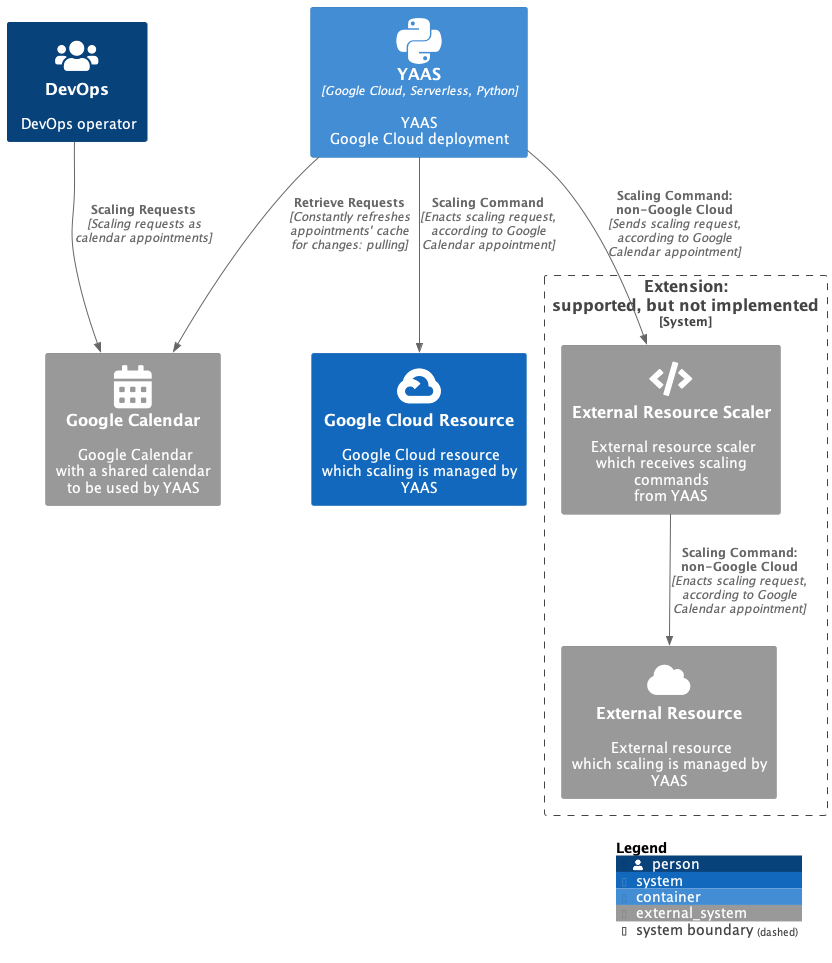 DevOps
DevOps operator
YAAS
[Google Cloud, Serverless, Python]
YAAS
Google Cloud deployment
Scaling Requests
[Scaling requests as
calendar appointments]
Retrieve Requests
[Constantly refreshes
appointments' cache
for changes: pulling]
Scaling Command
[Enacts scaling request,
according to Google
Calendar appointment]
Scaling Command:
non-Google Cloud
[Sends scaling request,
according to Google
Calendar appointment]
Extension:
supported, but not implemented
[System]
Google Calendar
Google Calendar
with a shared calendar
to be used by YAAS
Google Cloud Resource
Google Cloud resource
which scaling is managed by
YAAS
External Resource Scaler
External resource scaler
which receives scaling
commands
from YAAS
Scaling Command:
non-Google Cloud
[Enacts scaling request,
according to Google
Calendar appointment]
External Resource
External resource
which scaling is managed by
YAAS
Legend
person
system
container
external_system
system boundary (dashed)